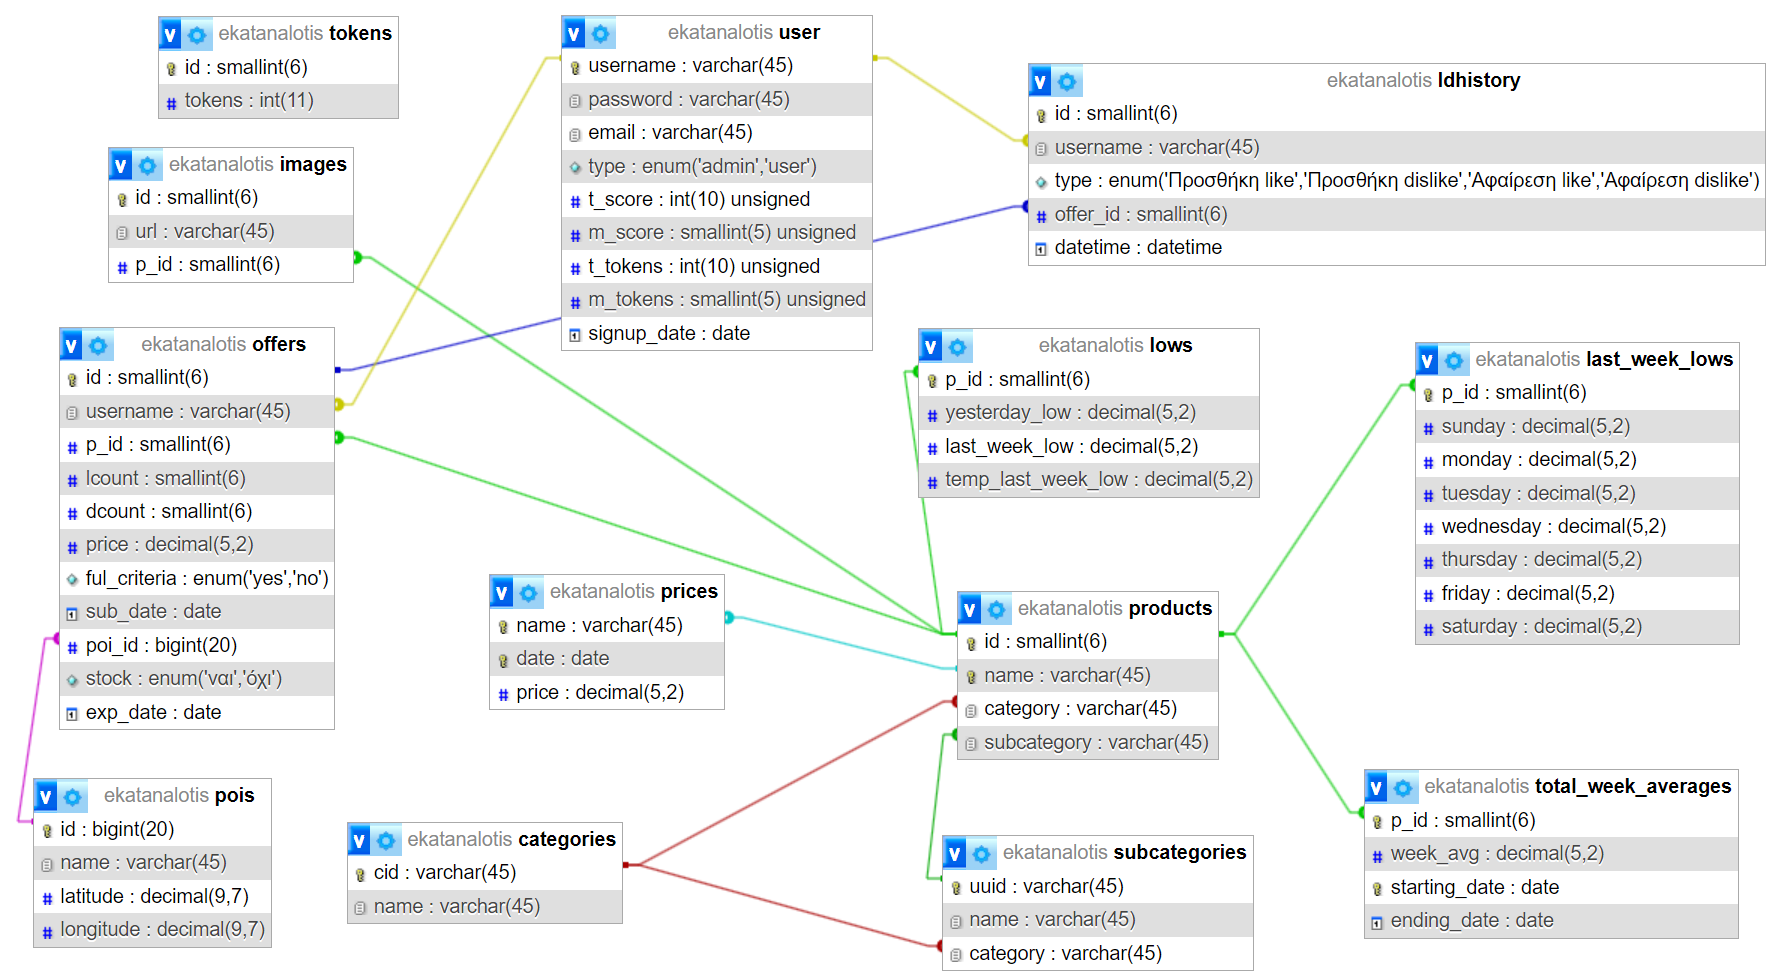 ekatanalotis tokens
id : smallint(6)
tokens : int(11)
ekatanalotis user
username : varchar(45)
password : varchar(45)
email : varchar(45)
type : enum('admin','user')
t_score : int(10) unsigned
m_score : smallint(5) unsigned
t_tokens : int(10) unsigned
m_tokens : smallint(5) unsigned
signup_date : date
ekatanalotis ldhistory
id : smallint(6)
username : varchar(45)
type : enum('Προσθήκη like','Προσθήκη dislike','Αφαίρεση like','Αφαίρεση dislike')
offer_id : smallint(6)
datetime : datetime
ekatanalotis images
id : smallint(6)
url : varchar(45)
p_id : smallint(6)
ekatanalotis offers
id : smallint(6)
username : varchar(45)
p_id : smallint(6)
lcount : smallint(6)
dcount : smallint(6)
price : decimal(5,2)
ful_criteria : enum('yes','no')
sub_date : date
poi_id : bigint(20)
stock : enum('ναι','όχι')
exp_date : date
ekatanalotis lows
p_id : smallint(6)
yesterday_low : decimal(5,2)
last_week_low : decimal(5,2)
temp_last_week_low : decimal(5,2)
ekatanalotis last_week_lows
p_id : smallint(6)
sunday : decimal(5,2)
monday : decimal(5,2)
tuesday : decimal(5,2)
wednesday : decimal(5,2)
thursday : decimal(5,2)
friday : decimal(5,2)
saturday : decimal(5,2)
ekatanalotis prices
name : varchar(45)
date : date
price : decimal(5,2)
ekatanalotis products
id : smallint(6)
name : varchar(45)
category : varchar(45)
subcategory : varchar(45)
ekatanalotis pois
id : bigint(20)
name : varchar(45)
latitude : decimal(9,7)
longitude : decimal(9,7)
ekatanalotis categories
cid : varchar(45)
name : varchar(45)
ekatanalotis subcategories
uuid : varchar(45)
name : varchar(45)
category : varchar(45)
ekatanalotis total_week_averages
p_id : smallint(6)
week_avg : decimal(5,2)
starting_date : date
ending_date : date